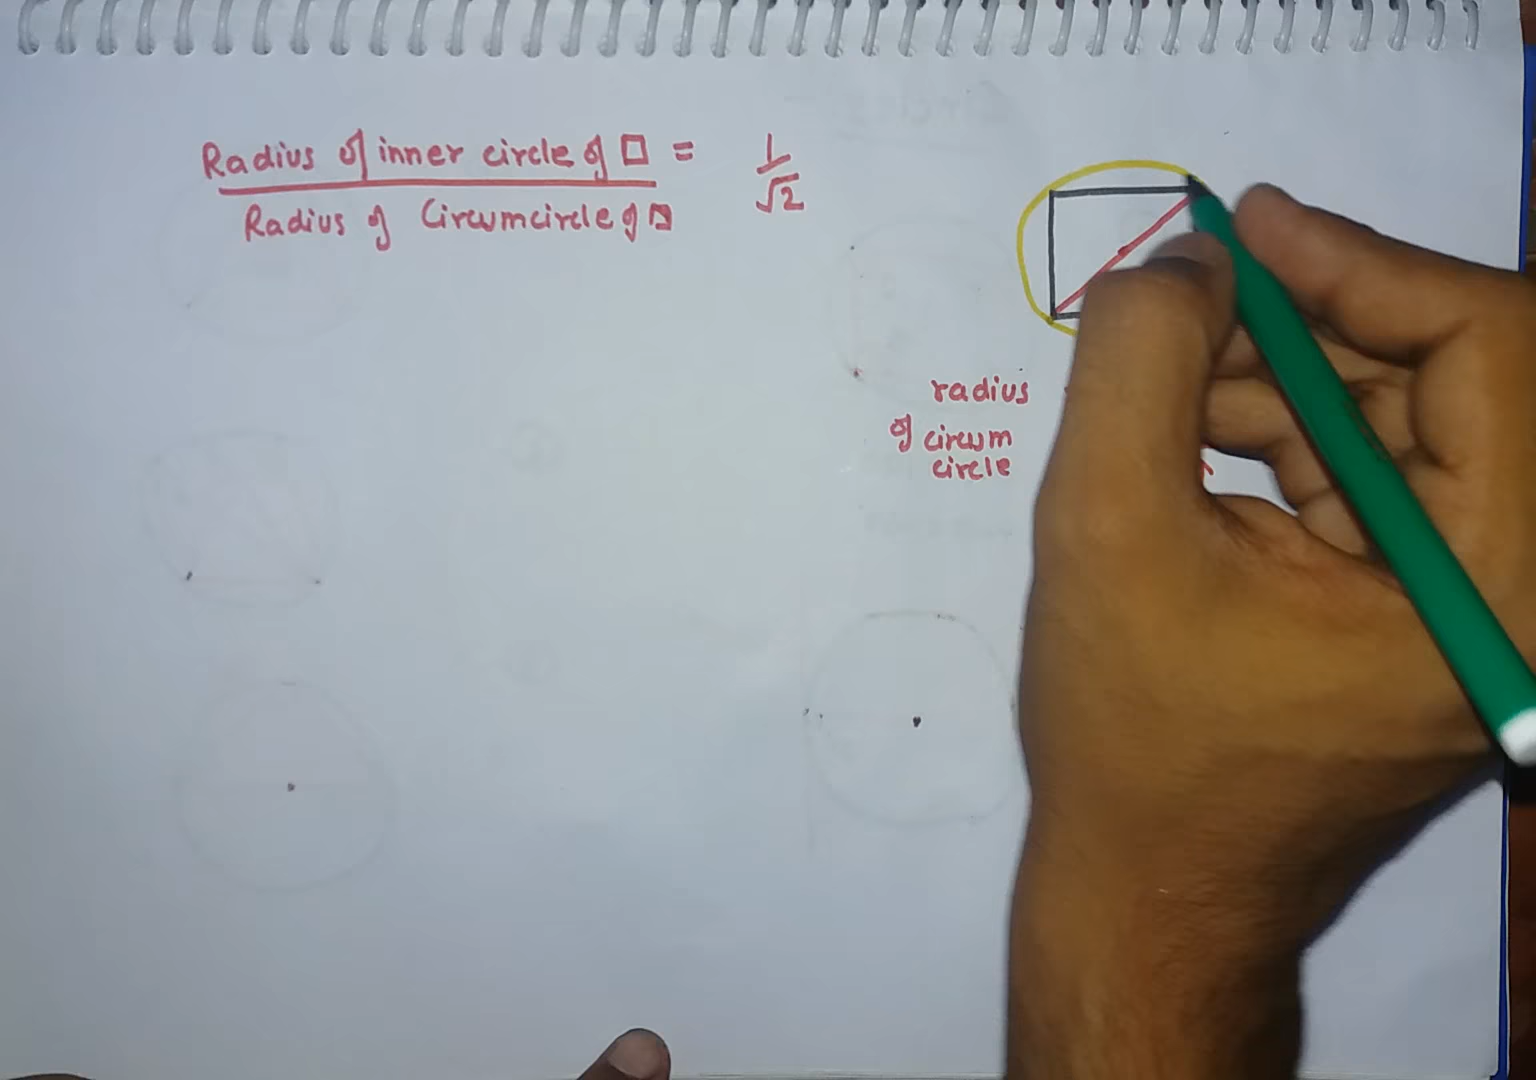 Radius of inner circle of □ = 1/√2
Radius of Circumcircle of □
radius
of circum
circle